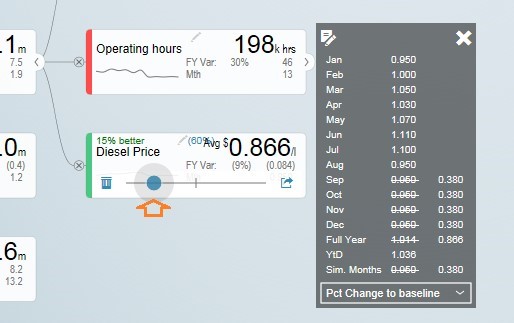 .1m
7.5
1.9
Operating hours
198k hrs
FY Var: 30% 46
Mth 13
.0m
(0.4)
1.2
15% better
(60%)
Diesel Price
Avg $0.866/l
FY Var: (9%) (0.084)
.6m
8.2
13.2
Jan 0.950
Feb 1.000
Mar 1.050
Apr 1.030
May 1.070
Jun 1.110
Jul 1.100
Aug 0.950
Sep 0.950 0.380
Oct 0.950 0.380
Nov 0.950 0.380
Dec 0.950 0.380
Full Year 1.014 0.866
YtD 1.036
Sim. Months 0.950 0.380
Pct Change to baseline